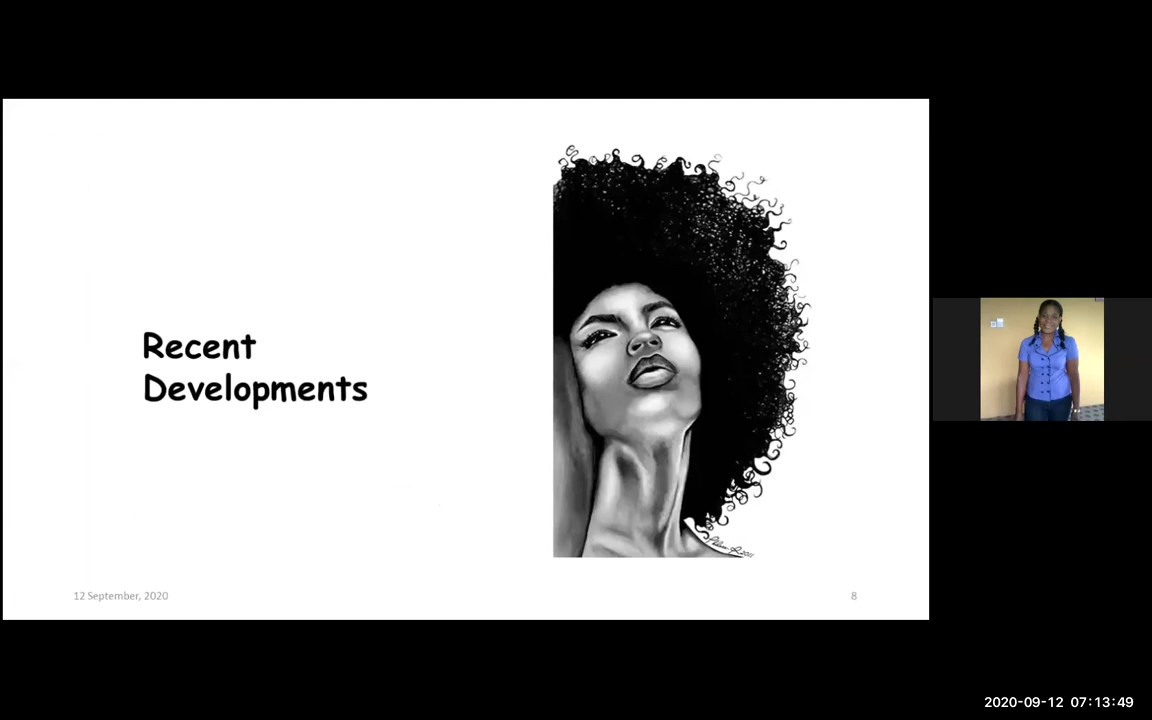 Recent
Developments
12 September, 2020
8
2020-09-12 07:13:49